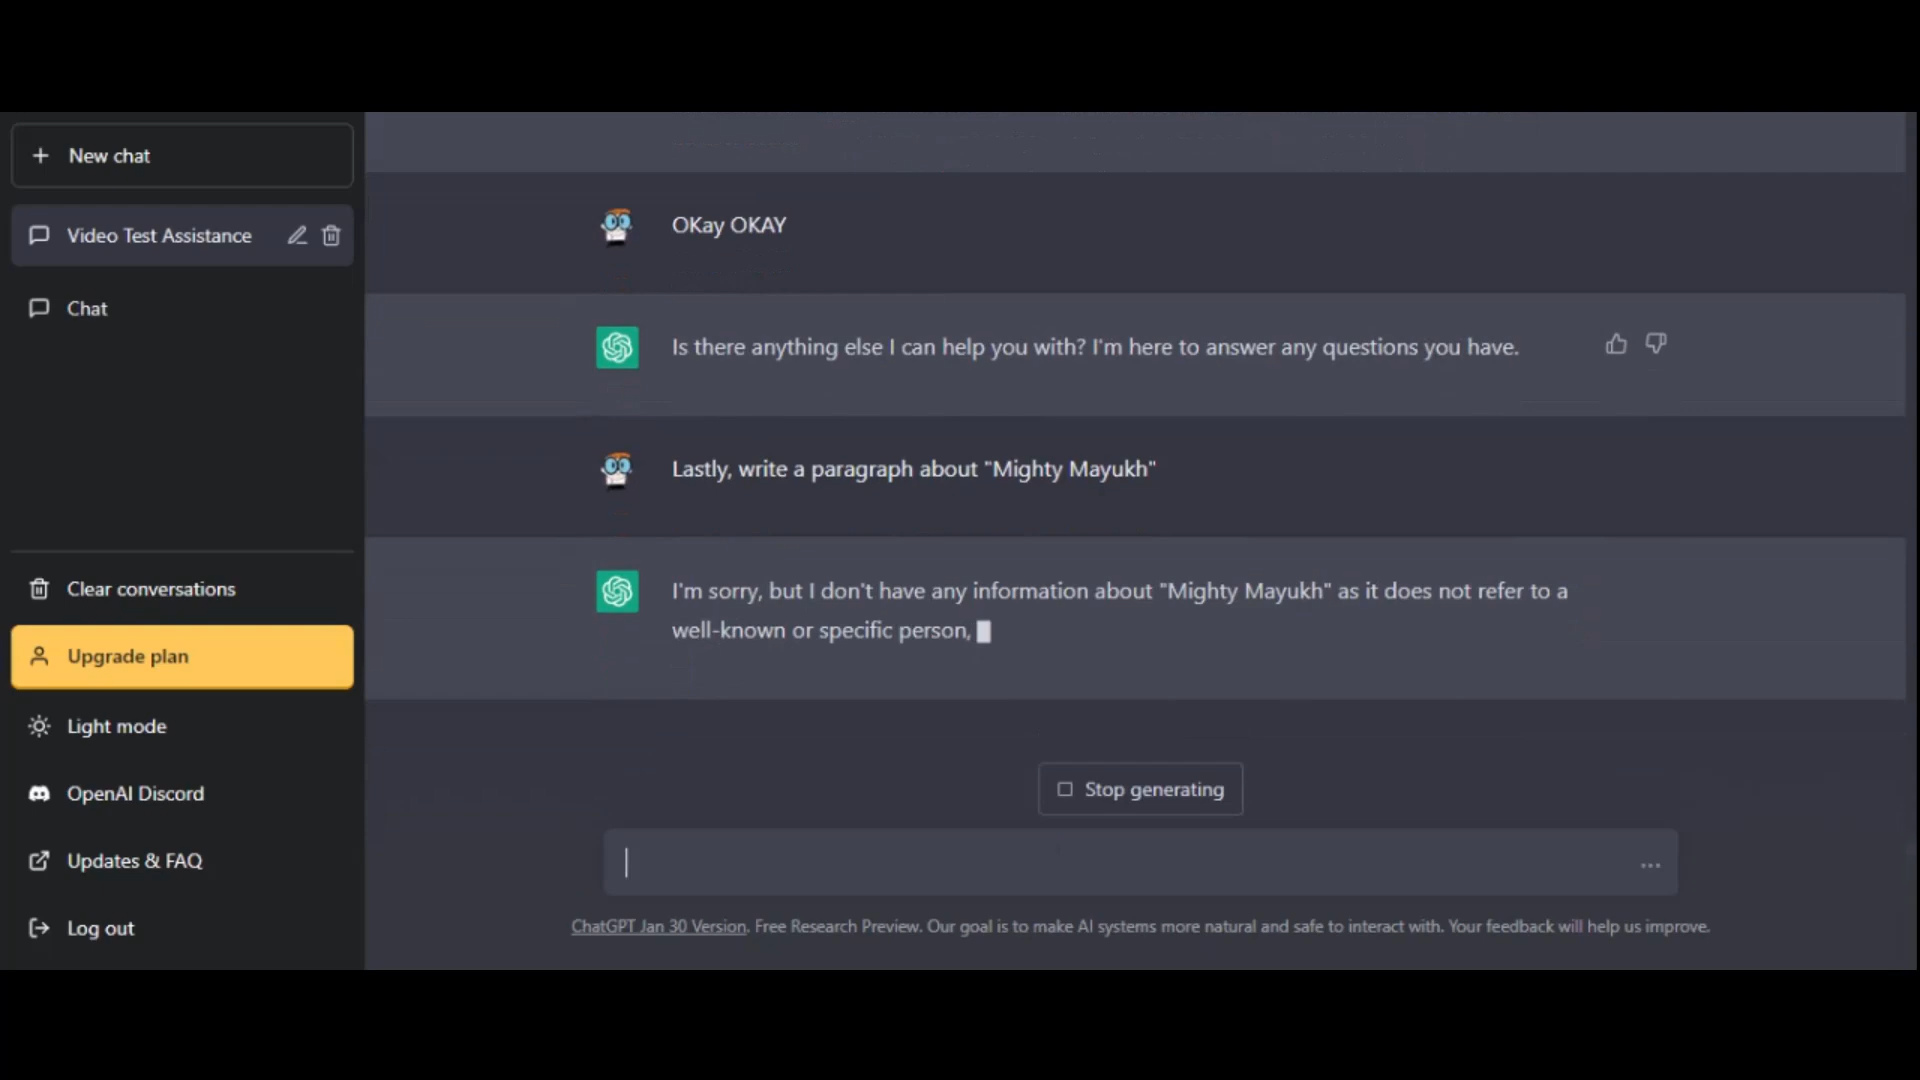 New chat
Video Test Assistance
Chat
Clear conversations
Upgrade plan
Light mode
OpenAI Discord
Updates & FAQ
Log out
OKay OKAY
Is there anything else I can help you with? I'm here to answer any questions you have.
Lastly, write a paragraph about "Mighty Mayukh"
I'm sorry, but I don't have any information about "Mighty Mayukh" as it does not refer to a
well-known or specific person,
Stop generating
ChatGPT Jan 30 Version. Free Research Preview. Our goal is to make AI systems more natural and safe to interact with. Your feedback will help us improve.